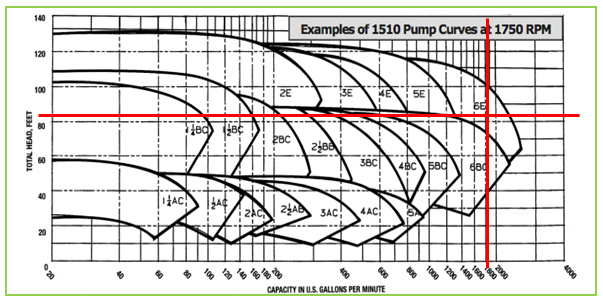 Examples of 1510 Pump Curves at 1750 RPM
TOTAL HEAD, FEET
140
120
100
80
60
40
20
2E
3E
4E
5E
6E
1¼BC
1½BC
2BC
2½BB
3BC
4BC
5BC
6BC
1¼AC
½AC
2AC
2½AB
3AC
4AC
5A
20
40
60
80
100
120
140
160
180
200
400
600
800
1000
1200
1400
1600
1800
2000
4000
CAPACITY IN U.S. GALLONS PER MINUTE